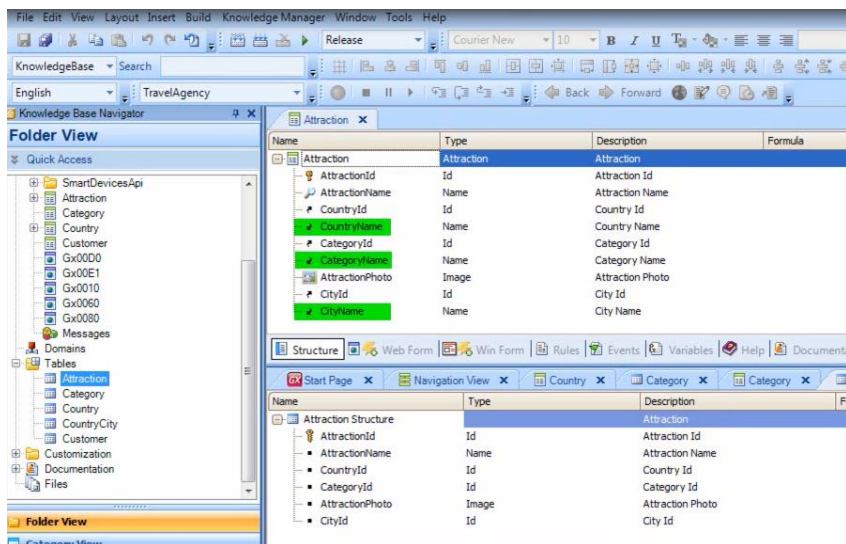 File Edit View Layout Insert Build Knowledge Manager Window Tools Help
Release Courier New 10 B I U
KnowledgeBase Search
English TravelAgency Back Forward
Knowledge Base Navigator
Folder View
Quick Access
SmartDevicesApi
Attraction
Category
Country
Customer
Gx00D0
Gx00E1
Gx0010
Gx0060
Gx0080
Messages
Domains
Tables
Attraction
Category
Country
CountryCity
Customer
Customization
Documentation
Files
Folder View
Category View
Attraction
Name Type Description Formula
Attraction Attraction Attraction
AttractionId Id Attraction Id
AttractionName Name Attraction Name
CountryId Id Country Id
CountryName Name Country Name
CategoryId Id Category Id
CategoryName Name Category Name
AttractionPhoto Image Attraction Photo
CityId Id City Id
CityName Name City Name
Structure Web Form Win Form Rules Events Variables Help Documenta
Start Page Navigation View Country Category Category
Name Type Description F
Attraction Structure Attraction
AttractionId Id Attraction Id
AttractionName Name Attraction Name
CountryId Id Country Id
CategoryId Id Category Id
AttractionPhoto Image Attraction Photo
CityId Id City Id